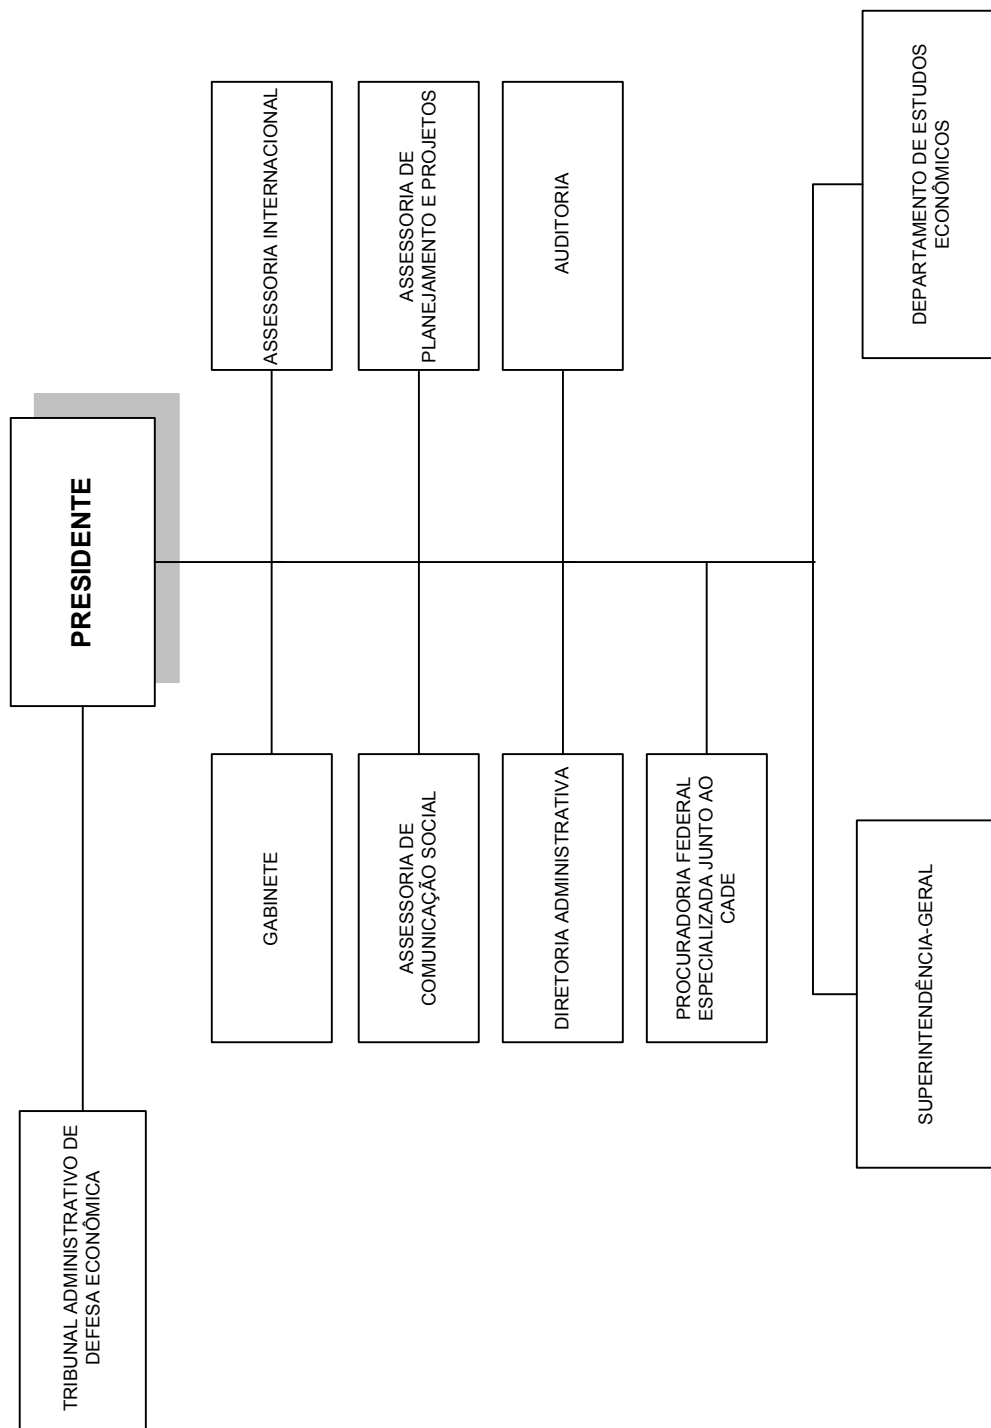 PRESIDENTE
TRIBUNAL ADMINISTRATIVO DE
DEFESA ECONÔMICA
GABINETE
ASSESSORIA INTERNACIONAL
ASSESSORIA DE
COMUNICAÇÃO SOCIAL
ASSESSORIA DE
PLANEJAMENTO E PROJETOS
DIRETORIA ADMINISTRATIVA
AUDITORIA
PROCURADORIA FEDERAL
ESPECIALIZADA JUNTO AO
CADE
SUPERINTENDÊNCIA-GERAL
DEPARTAMENTO DE ESTUDOS
ECONÔMICOS